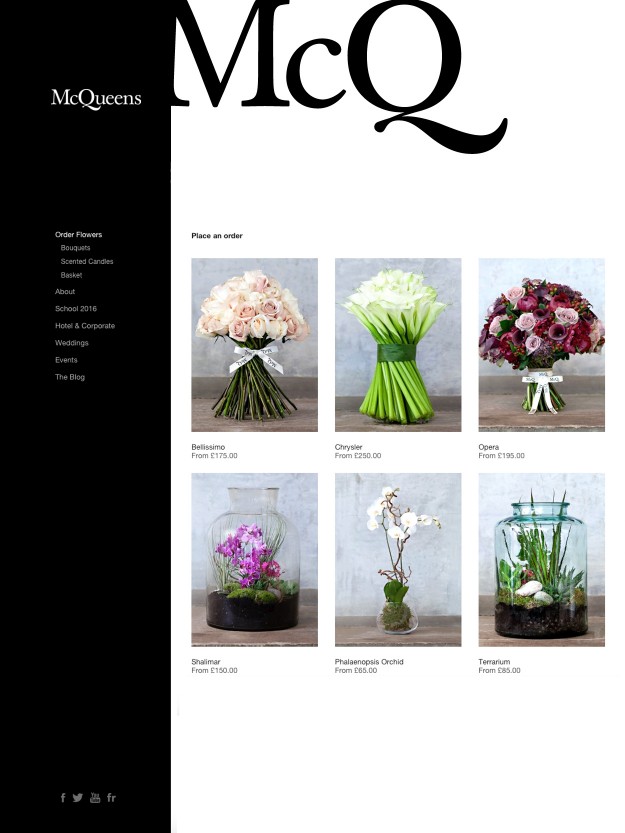 McQ
McQueens
Order Flowers
Bouquets
Scented Candles
Basket
About
School 2016
Hotel & Corporate
Weddings
Events
The Blog
Place an order
Bellissimo
From £175.00
Chrysler
From £250.00
McQ McQ
Opera
From £195.00
Shalimar
From £150.00
Phalaenopsis Orchid
From £65.00
Terrarium
From £85.00
f You Tube fr